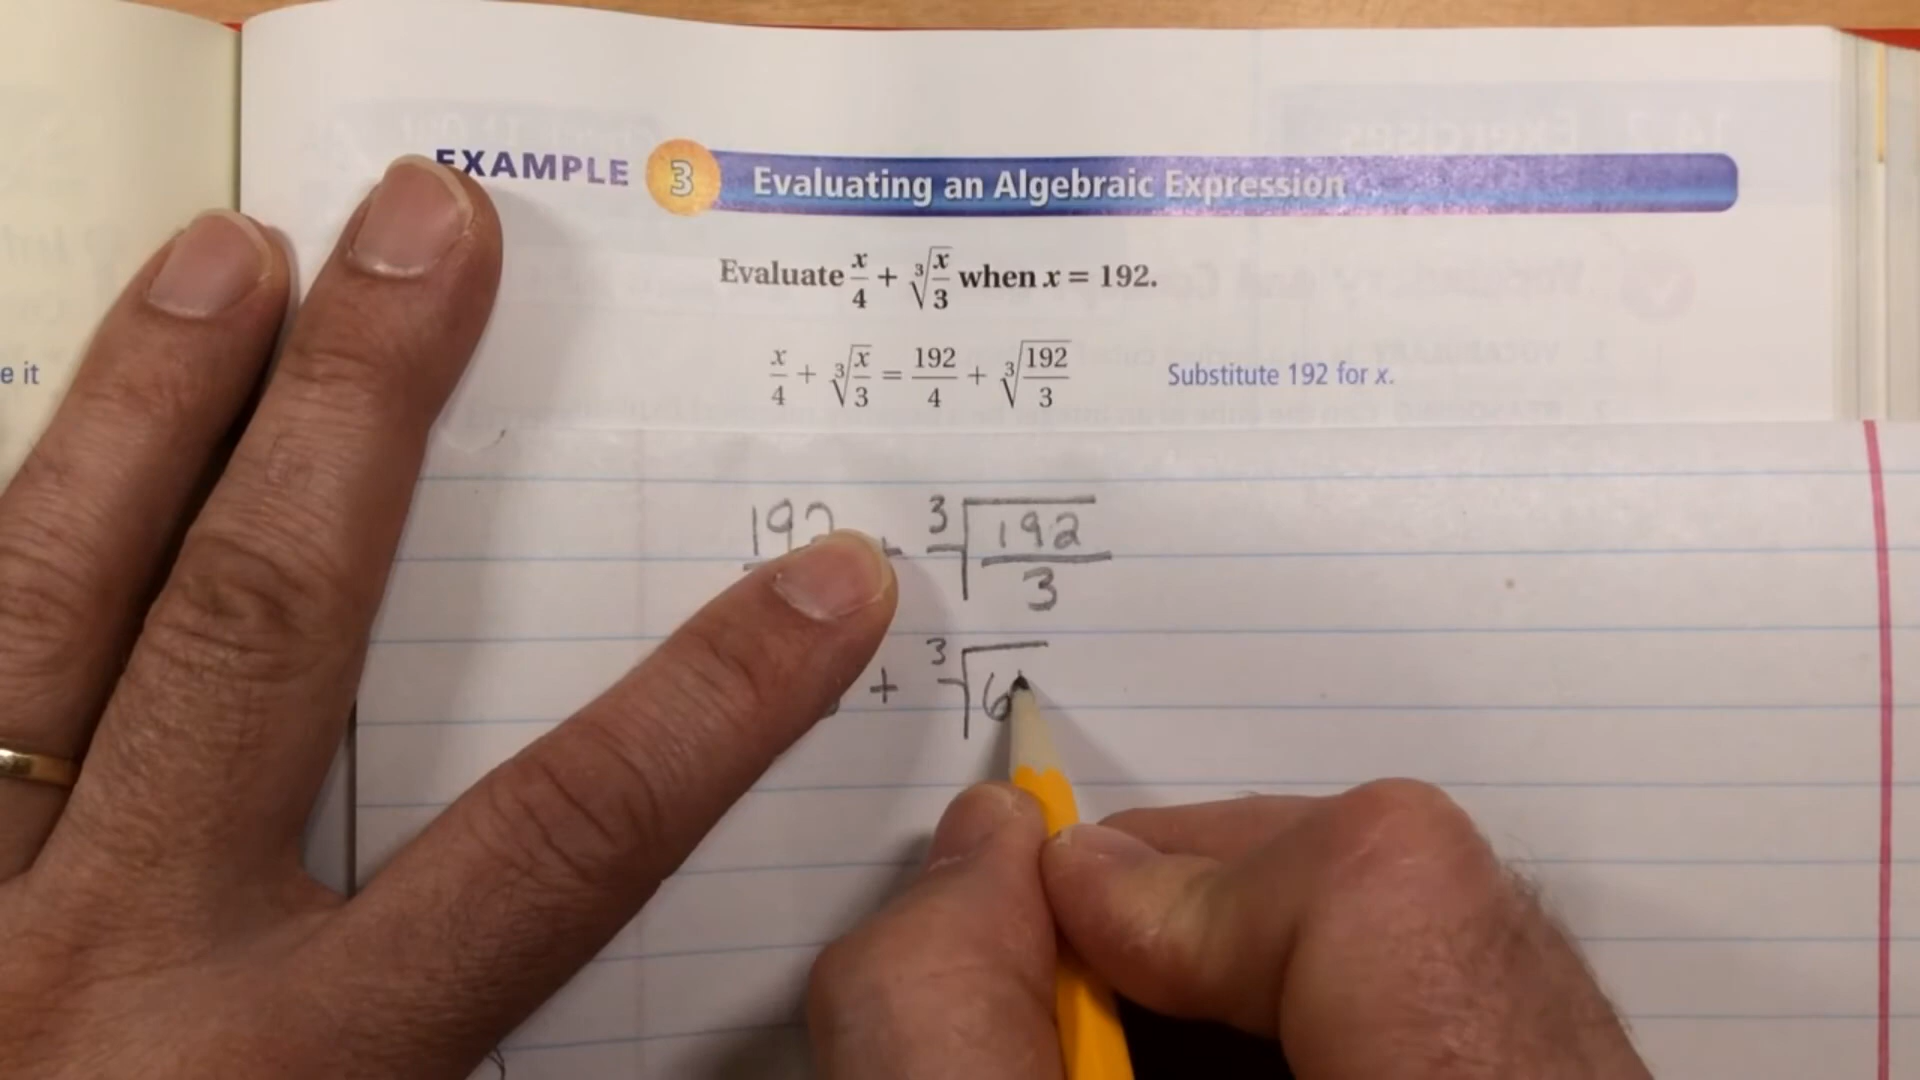 EXAMPLE 3 Evaluating an Algebraic Expression
Evaluate x/4 + ∛(x/3) when x = 192.
x/4 + ∛(x/3) = 192/4 + ∛(192/3) Substitute 192 for x.
e it
192 + ∛(192/3)
+ ∛6